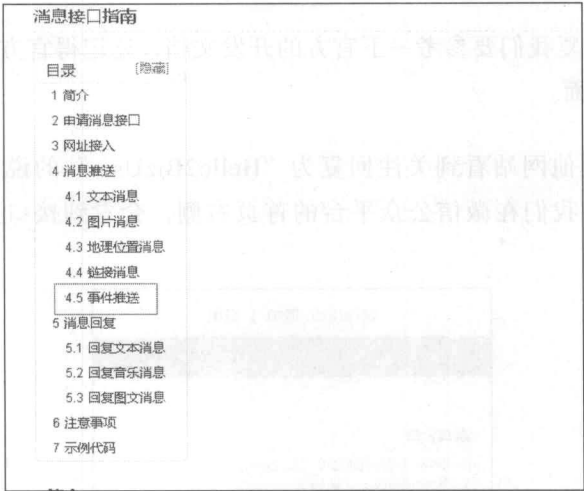 消息接口指南
目录 [隐藏]
1 简介
2 申请消息接口
3 网址接入
4 消息推送
4.1 文本消息
4.2 图片消息
4.3 地理位置消息
4.4 链接消息
4.5 事件推送
5 消息回复
5.1 回复文本消息
5.2 回复音乐消息
5.3 回复图文消息
6 注意事项
7 示例代码